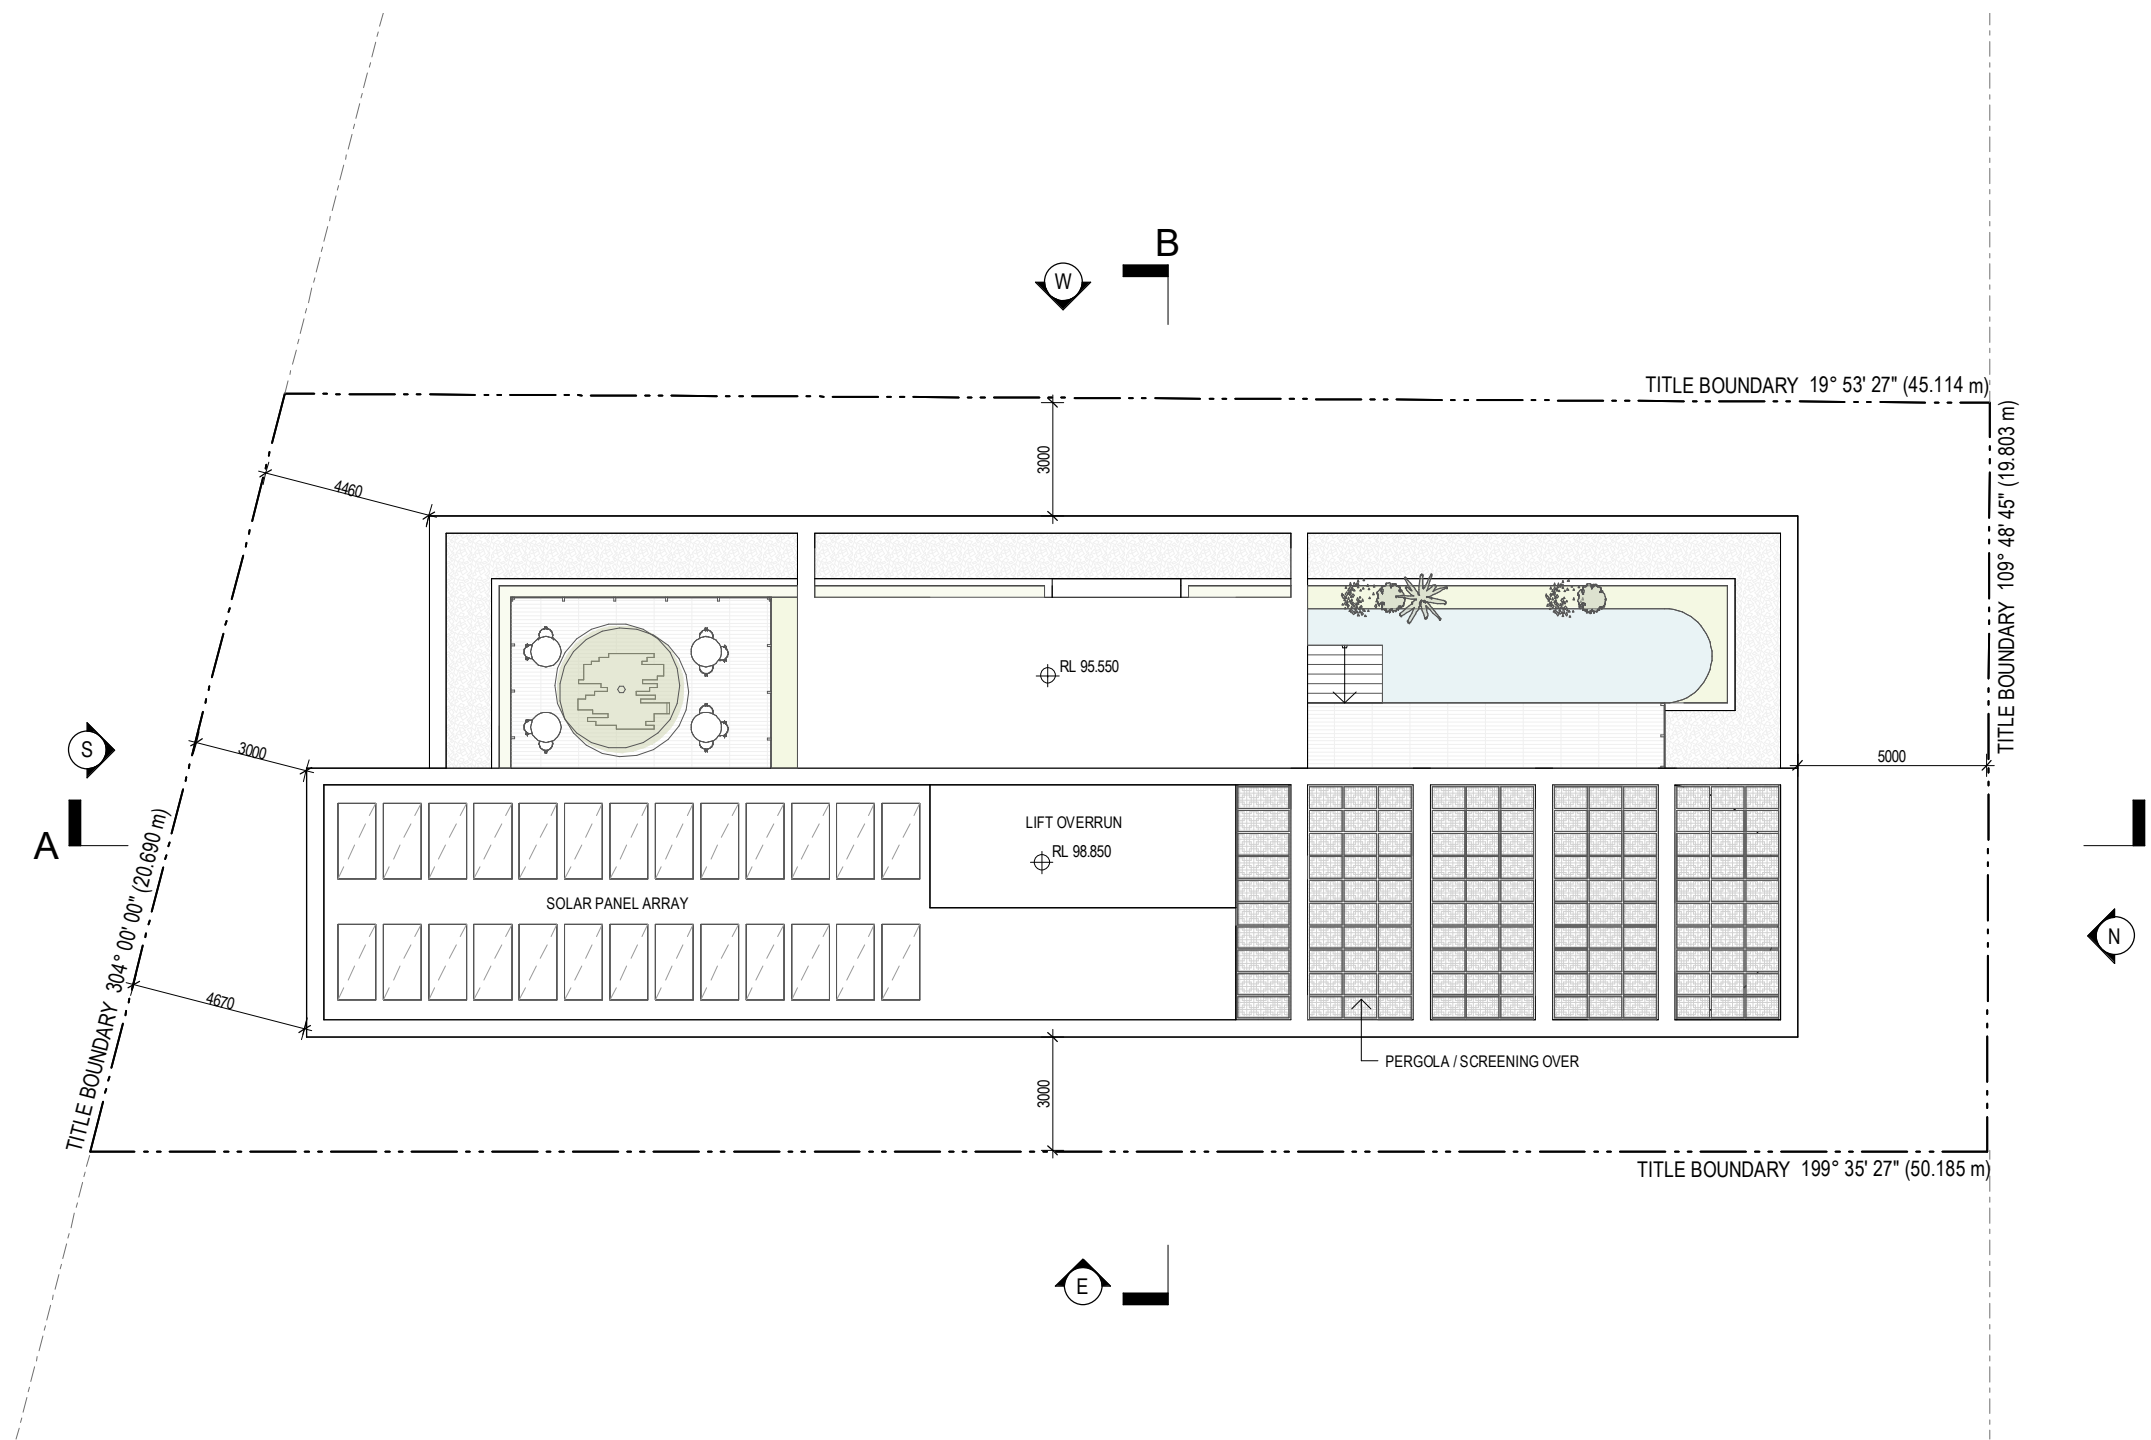 B
W
TITLE BOUNDARY 19° 53' 27" (45.114 m)
TITLE BOUNDARY 109° 48' 45" (19.803 m)
3000
4460
RL 95.550
S
3000
5000
A
LIFT OVERRUN
RL 98.850
SOLAR PANEL ARRAY
N
TITLE BOUNDARY 304° 00' 00" (20.690 m)
4670
PERGOLA / SCREENING OVER
3000
TITLE BOUNDARY 199° 35' 27" (50.185 m)
E